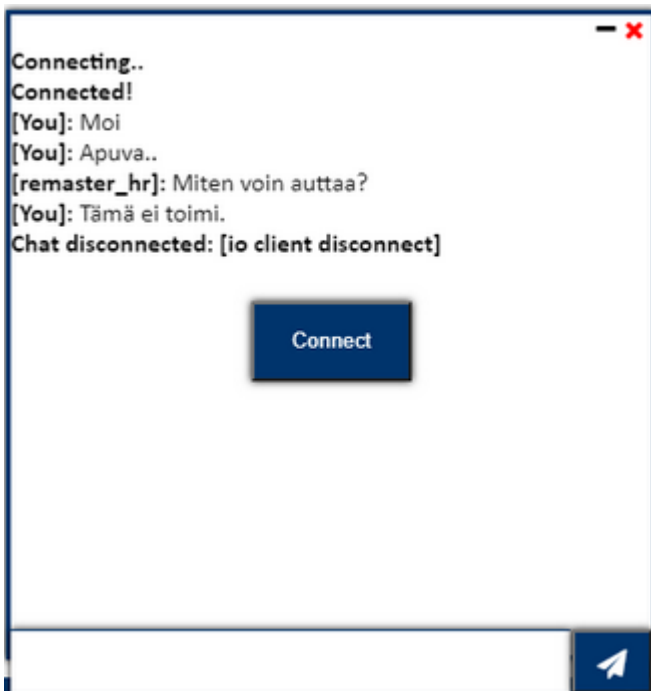 Connecting..
Connected!
[You]: Moi
[You]: Apuva..
[remaster_hr]: Miten voin auttaa?
[You]: Tämä ei toimi.
Chat disconnected: [io client disconnect]
Connect